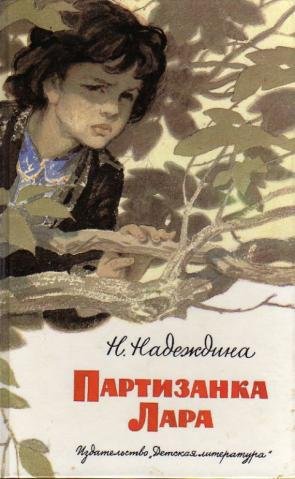 Н. Надеждина
ПАРТИЗАНКА
ЛАРА
Издательство „Детская литература"